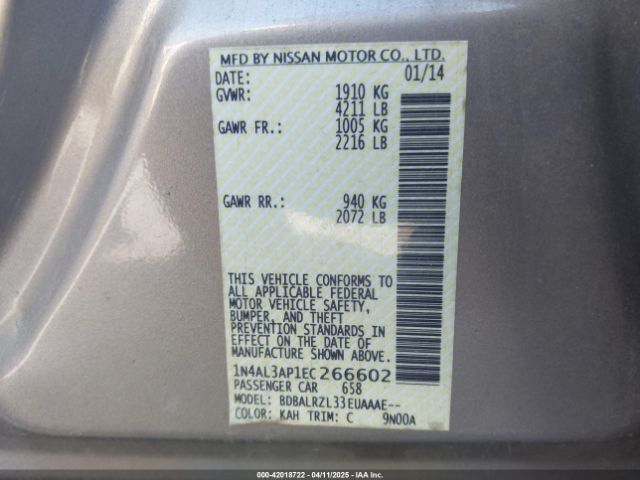 MFD BY NISSAN MOTOR CO., LTD.
DATE: 01/14
GVWR: 1910 KG
4211 LB
GAWR FR.: 1005 KG
2216 LB
GAWR RR.: 940 KG
2072 LB
THIS VEHICLE CONFORMS TO
ALL APPLICABLE FEDERAL
MOTOR VEHICLE SAFETY,
BUMPER, AND THEFT
PREVENTION STANDARDS IN
EFFECT ON THE DATE OF
MANUFACTURE SHOWN ABOVE.
1N4AL3AP1EC266602
PASSENGER CAR 658
MODEL: BDBALRZL33EUAAAE--
COLOR: KAH TRIM: C 9N00A
000-42018722 - 04/11/2025 - IAAI.com